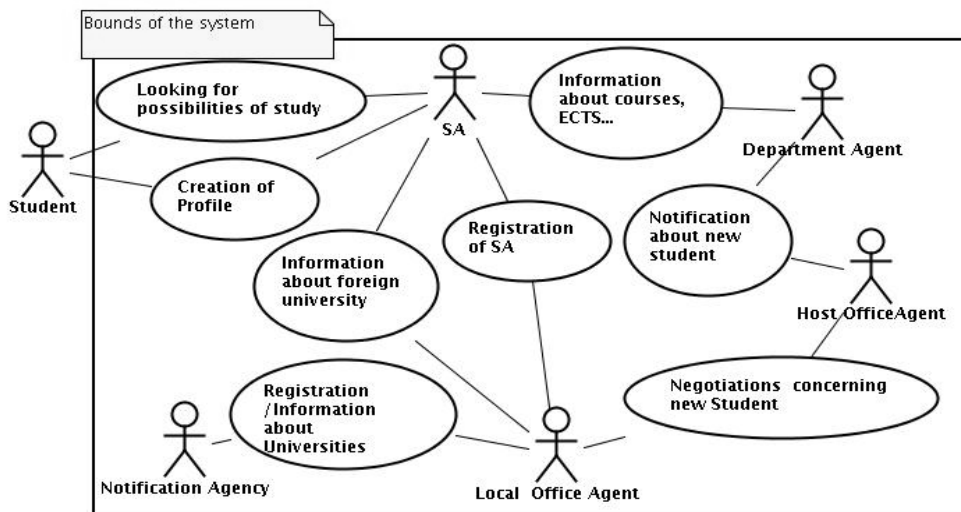 Bounds of the system
Looking for
possibilities of study
SA
Information
about courses,
ECTS...
Department Agent
Student
Creation of
Profile
Registration
of SA
Notification
about new
student
Information
about foreign
university
Host OfficeAgent
Registration
/Information
about
Universities
Negotiations concerning
new Student
Notification Agency
Local Office Agent